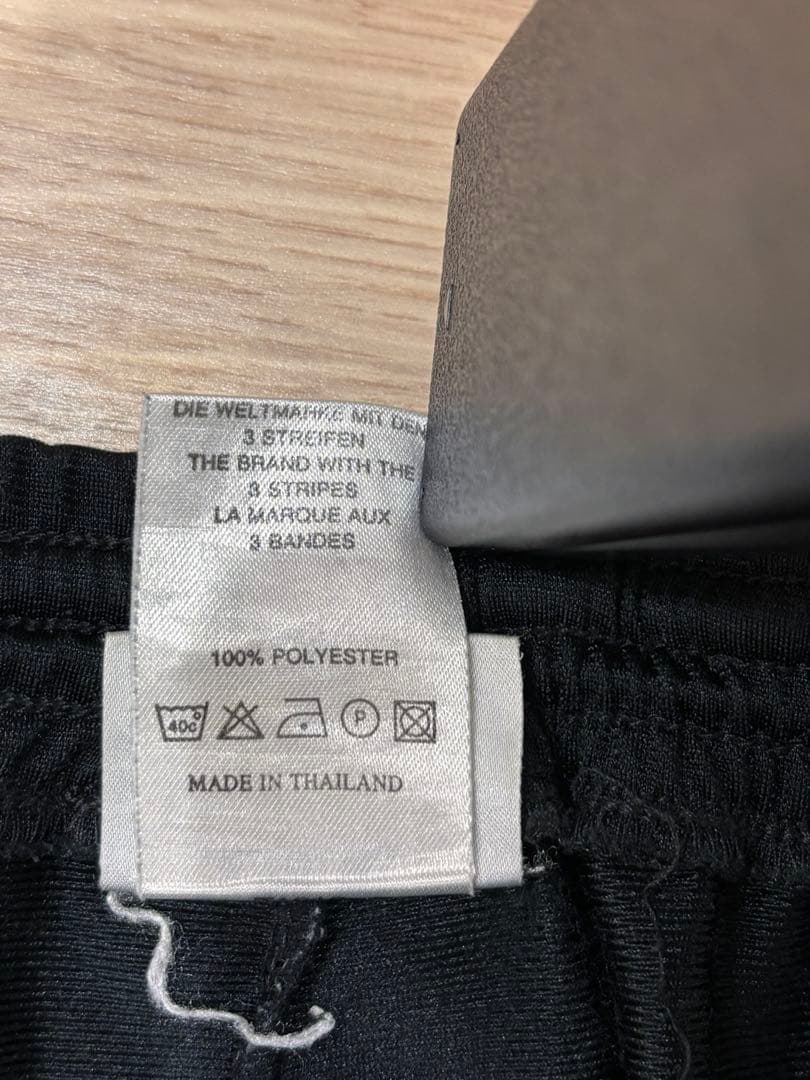 DIE WELTMARKE MIT DEN
3 STREIFEN
THE BRAND WITH THE
3 STRIPES
LA MARQUE AUX
3 BANDES
100% POLYESTER
40c° P
MADE IN THAILAND